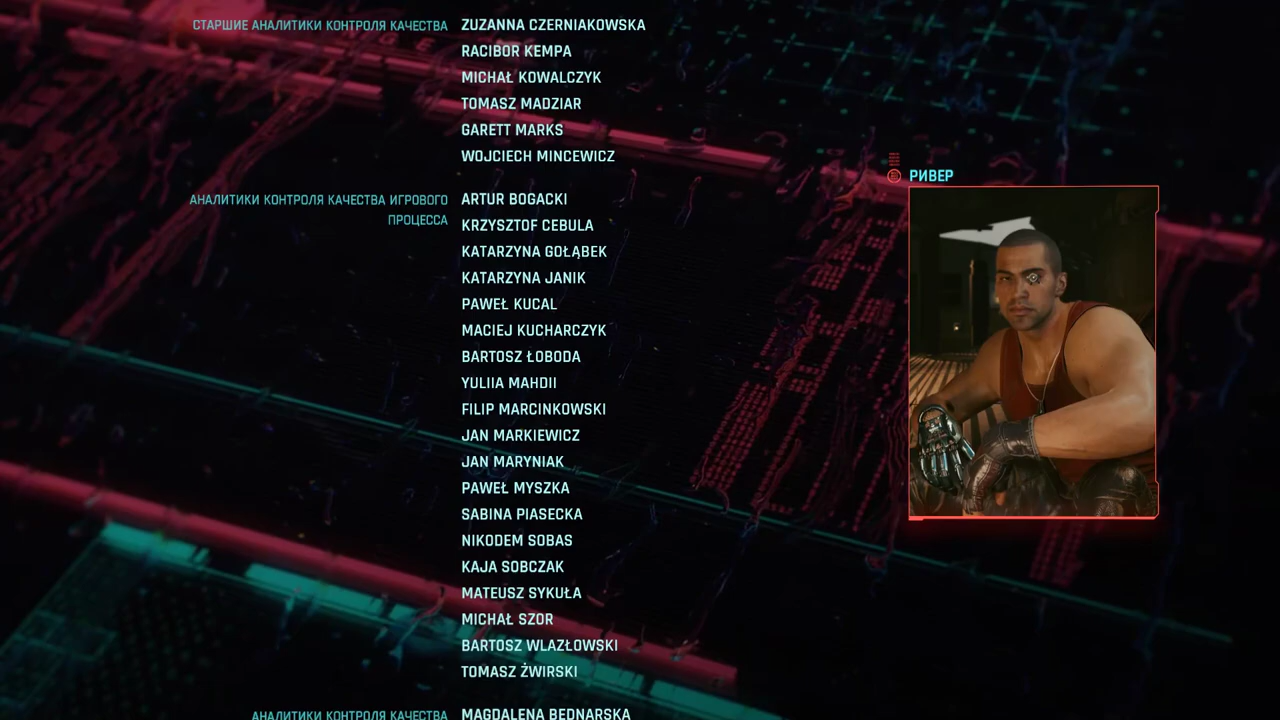 СТАРШИЕ АНАЛИТИКИ КОНТРОЛЯ КАЧЕСТВА ZUZANNA CZERNIAKOWSKA
RACIBOR KEMPA
MICHAŁ KOWALCZYK
TOMASZ MADZIAR
GARETT MARKS
WOJCIECH MINCEWICZ
РИВЕР
АНАЛИТИКИ КОНТРОЛЯ КАЧЕСТВА ИГРОВОГО
ПРОЦЕССА
ARTUR BOGACKI
KRZYSZTOF CEBULA
KATARZYNA GOŁĄBEK
KATARZYNA JANIK
PAWEŁ KUCAL
MACIEJ KUCHARCZYK
BARTOSZ ŁOBODA
YULIIA MAHDII
FILIP MARCINKOWSKI
JAN MARKIEWICZ
JAN MARYNIAK
PAWEŁ MYSZKA
SABINA PIASECKA
NIKODEM SOBAS
KAJA SOBCZAK
MATEUSZ SYKUŁA
MICHAŁ SZOR
BARTOSZ WLAZŁOWSKI
TOMASZ ŻWIRSKI
АНАЛИТИКИ КОНТРОЛЯ КАЧЕСТВА MAGDALENA BEDNARSKA